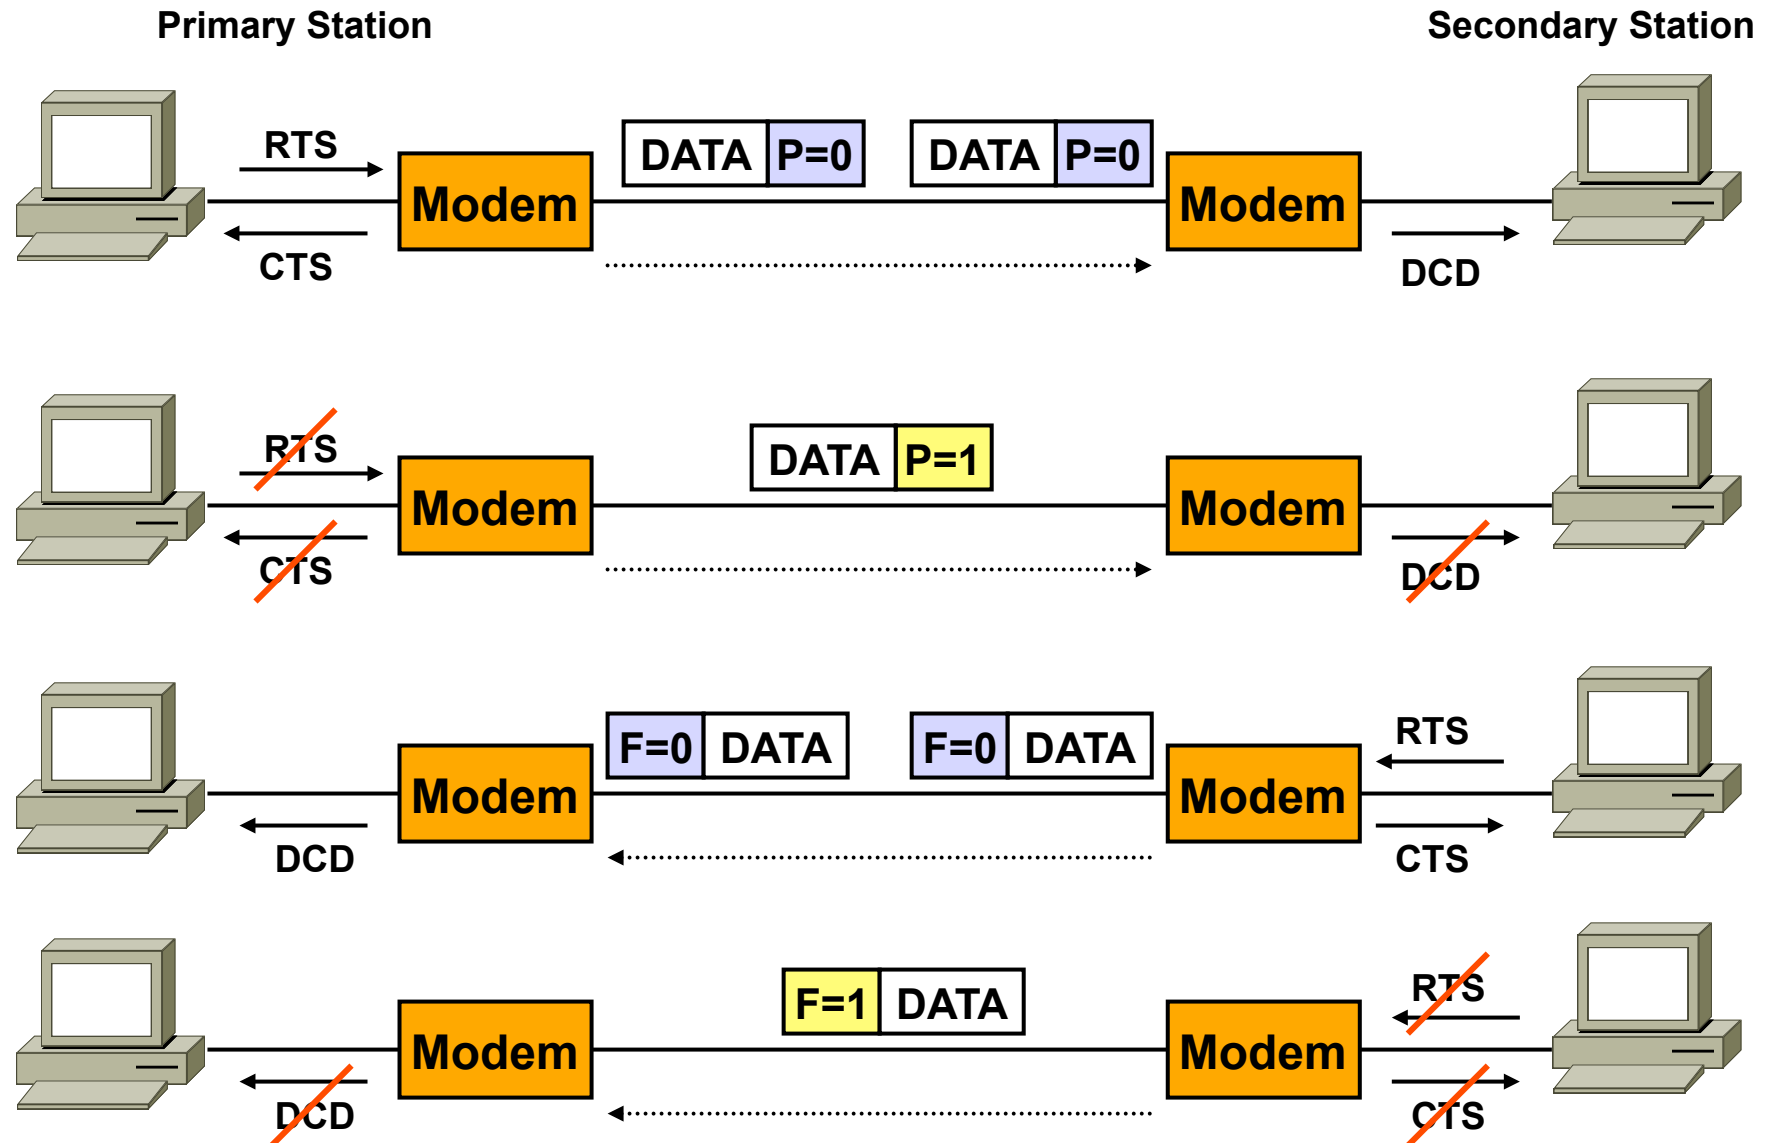 Primary Station
Secondary Station
RTS
DATA P=0
DATA P=0
Modem
Modem
CTS
DCD
RTS
DATA P=1
Modem
Modem
CTS
DCD
F=0 DATA
F=0 DATA
RTS
Modem
Modem
DCD
CTS
F=1 DATA
RTS
Modem
Modem
DCD
CTS